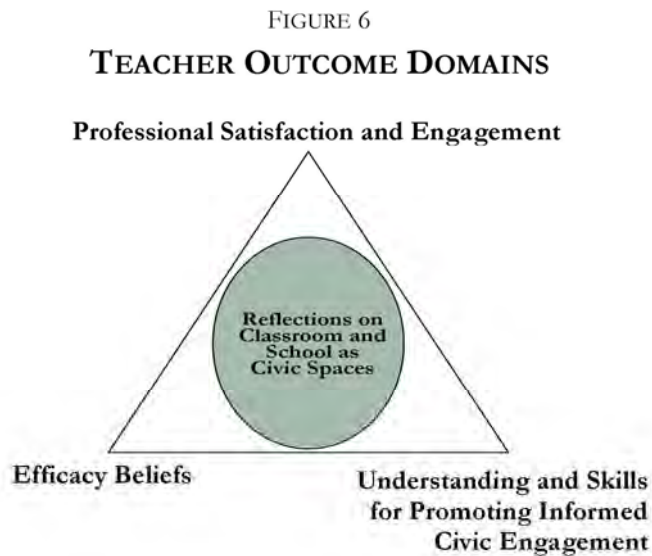 FIGURE 6
TEACHER OUTCOME DOMAINS
Professional Satisfaction and Engagement
Reflections on
Classroom and
School as
Civic Spaces
Efficacy Beliefs
Understanding and Skills
for Promoting Informed
Civic Engagement